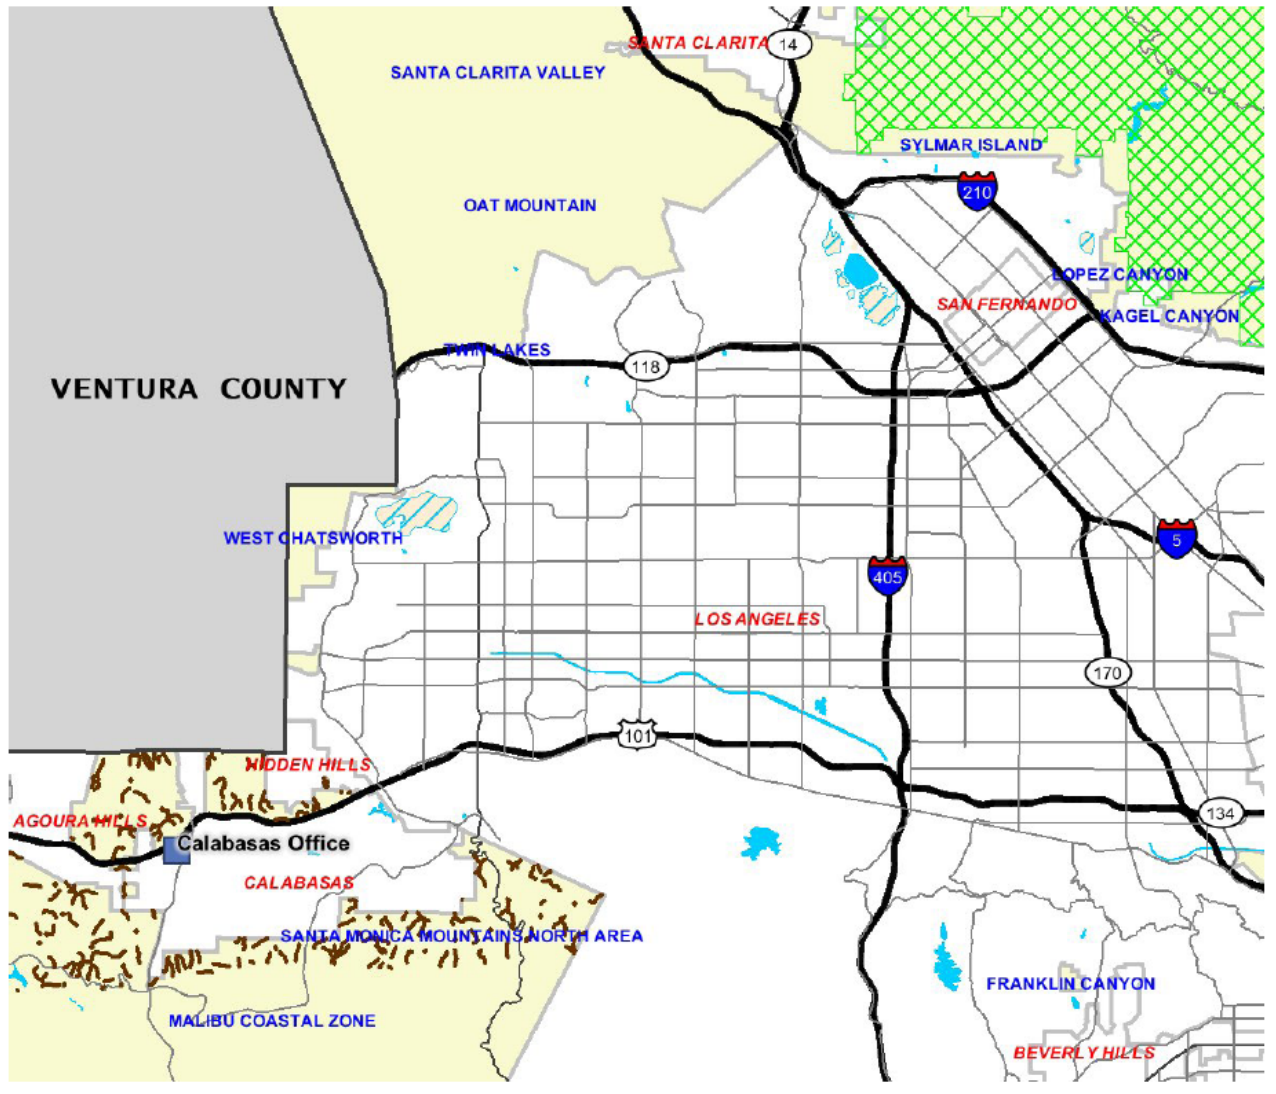 SANTA CLARITA
14
SANTA CLARITA VALLEY
SYLMAR ISLAND
210
OAT MOUNTAIN
LOPEZ CANYON
SAN FERNANDO
KAGEL CANYON
TWIN LAKES
118
VENTURA COUNTY
WEST CHATSWORTH
5
405
LOS ANGELES
170
101
HIDDEN HILLS
AGOURA HILLS
134
Calabasas Office
CALABASAS
SANTA MONICA MOUNTAINS NORTH AREA
FRANKLIN CANYON
MALIBU COASTAL ZONE
BEVERLY HILLS